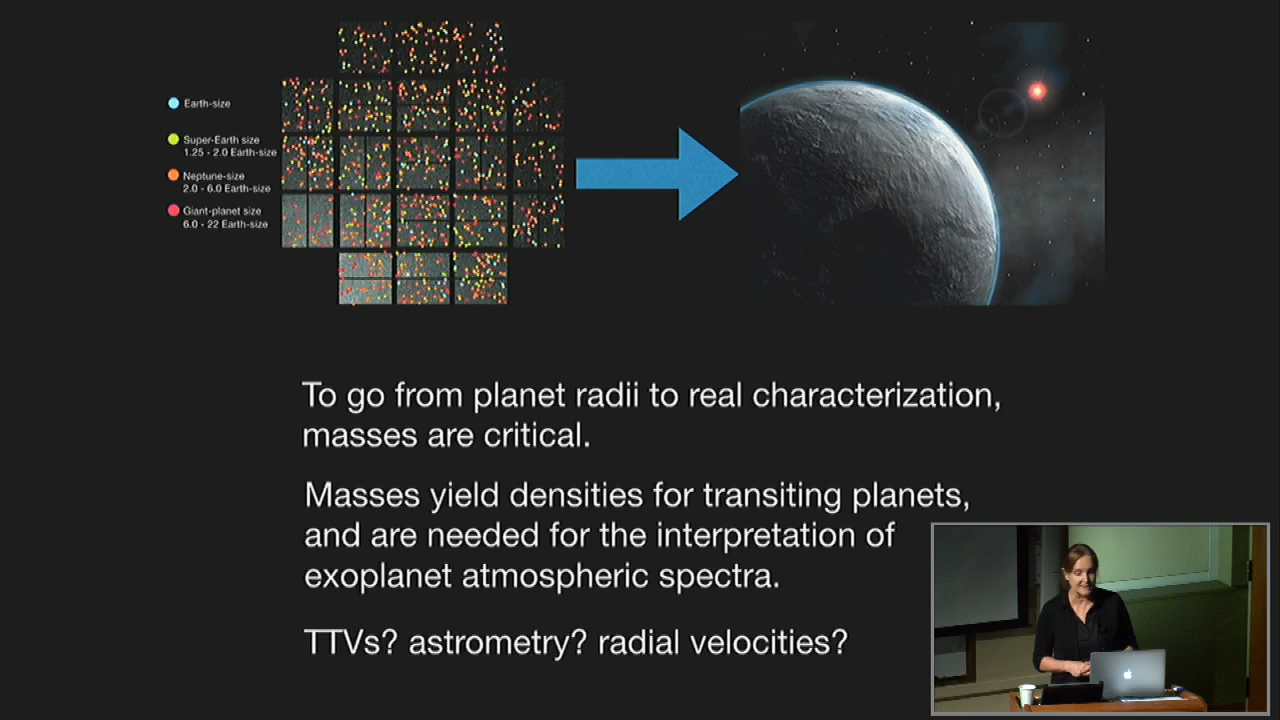 Earth-size
Super-Earth size
1.25 - 2.0 Earth-size
Neptune-size
2.0 - 6.0 Earth-size
Giant-planet size
6.0 - 22 Earth-size
To go from planet radii to real characterization,
masses are critical.
Masses yield densities for transiting planets,
and are needed for the interpretation of
exoplanet atmospheric spectra.
TTVs? astrometry? radial velocities?